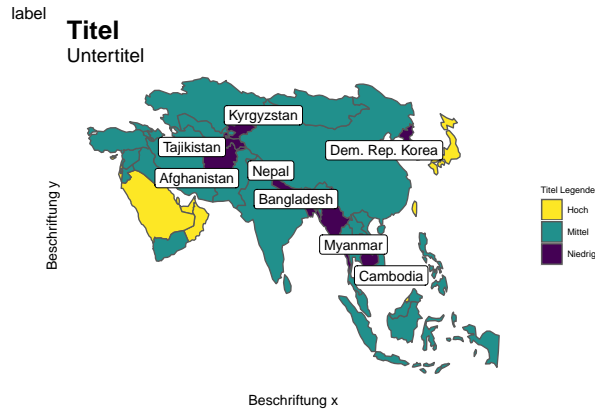 label
Titel
Untertitel
Kyrgyzstan
Tajikistan
Dem. Rep. Korea
Nepal
Afghanistan
Bangladesh
Myanmar
Cambodia
Beschriftung y
Beschriftung x
Titel Legende
Hoch
Mittel
Niedrig